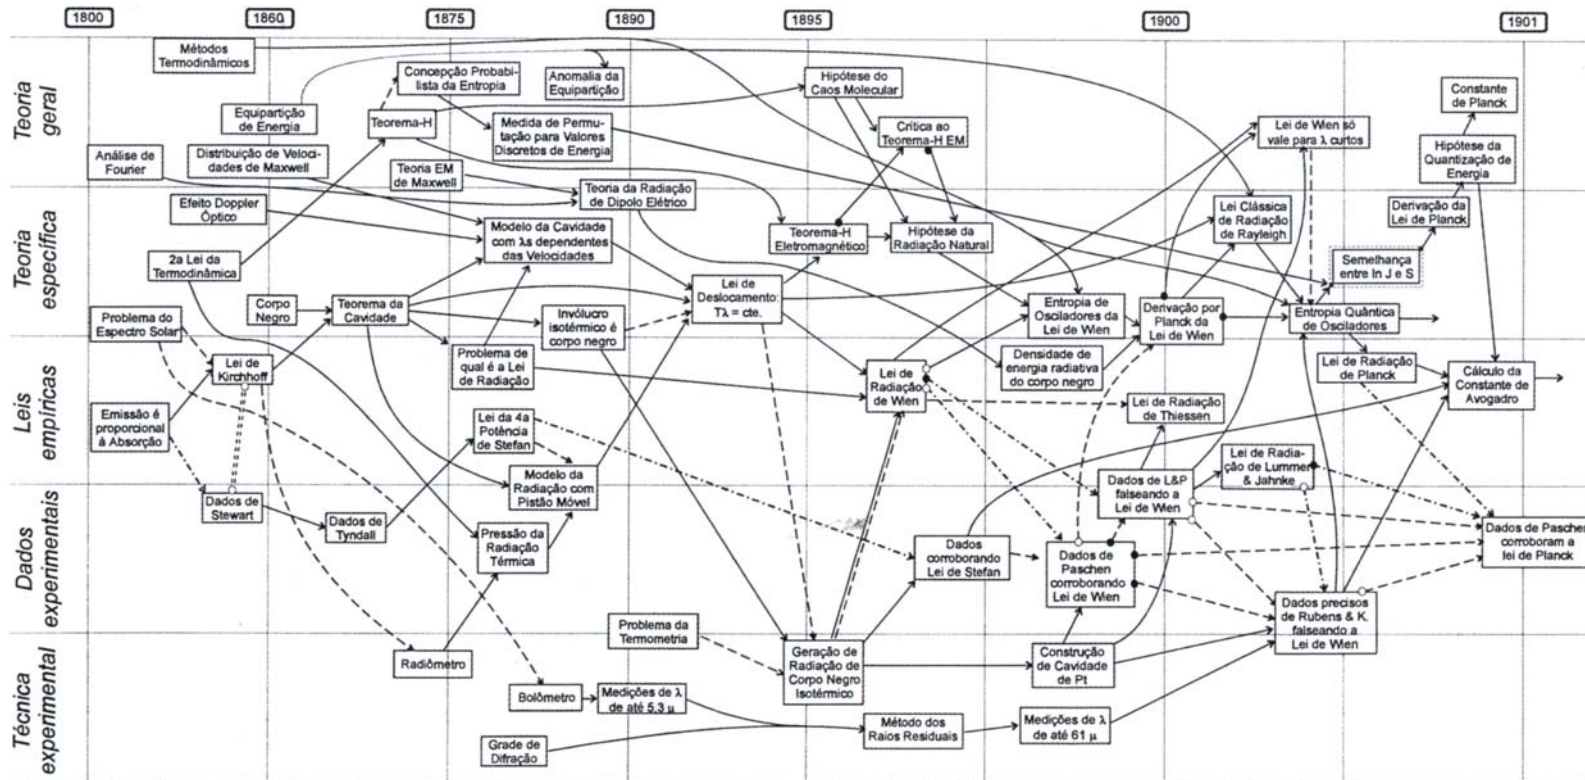 1800
1860
1875
1890
1895
1900
1901
Teoria
geral
Métodos
Termodinâmicos
Concepção Probabi-
lista da Entropia
Anomalia da
Equipartição
Hipótese do
Caos Molecular
Constante
de Planck
Equipartição
de Energia
Teorema-H
Medida de Permu-
tação para Valores
Discretos de Energia
Crítica ao
Teorema-H EM
Lei de Wien só
vale para λ curtos
Hipótese da
Quantização de
Energia
Análise de
Fourier
Distribuição de Veloci-
dades de Maxwell
Teoria EM
de Maxwell
Teoria da Radiação
de Dipolo Elétrico
Teoria
específica
Efeito Doppler
Óptico
Modelo da Cavidade
com λs dependentes
das Velocidades
Teorema-H
Eletromagnético
Hipótese da
Radiação Natural
Lei Clássica
de Radiação
de Rayleigh
Derivação da
Lei de Planck
2a Lei da
Termodinâmica
Semelhança
entre ln J e S
Corpo
Negro
Teorema da
Cavidade
Lei de
Deslocamento:
Tλ = cte.
Entropia de
Osciladores da
Lei de Wien
Derivação por
Planck da
Lei de Wien
Entropia Quântica
de Osciladores
Problema do
Espectro Solar
Invólucro
isotérmico é
corpo negro
Leis
empíricas
Lei de
Kirchhoff
Problema de
qual é a Lei
de Radiação
Lei de
Radiação
de Wien
Densidade de
energia radiativa
do corpo negro
Lei de Radiação
de Planck
Cálculo da
Constante de
Avogadro
Emissão é
proporcional
à Absorção
Lei da 4a
Potência
de Stefan
Lei de Radiação
de Thiessen
Modelo da
Radiação com
Pistão Móvel
Dados de L&P
falseando a
Lei de Wien
Lei de Radia-
ção de Lummer
& Jahnke
Dados
experimentais
Dados de
Stewart
Dados de
Tyndall
Pressão da
Radiação
Térmica
Dados
corroborando
Lei de Stefan
Dados de
Paschen
corroborando
Lei de Wien
Dados de Paschen
corroboram a
lei de Planck
Dados precisos
de Rubens & K.
falseando a
Lei de Wien
Técnica
experimental
Problema da
Termometria
Radiômetro
Geração de
Radiação de
Corpo Negro
Isotérmico
Construção
de Cavidade
de Pt
Bolômetro
Medições de λ
de até 5,3 μ
Método dos
Raios Residuais
Medições de λ
de até 61 μ
Grade de
Difração